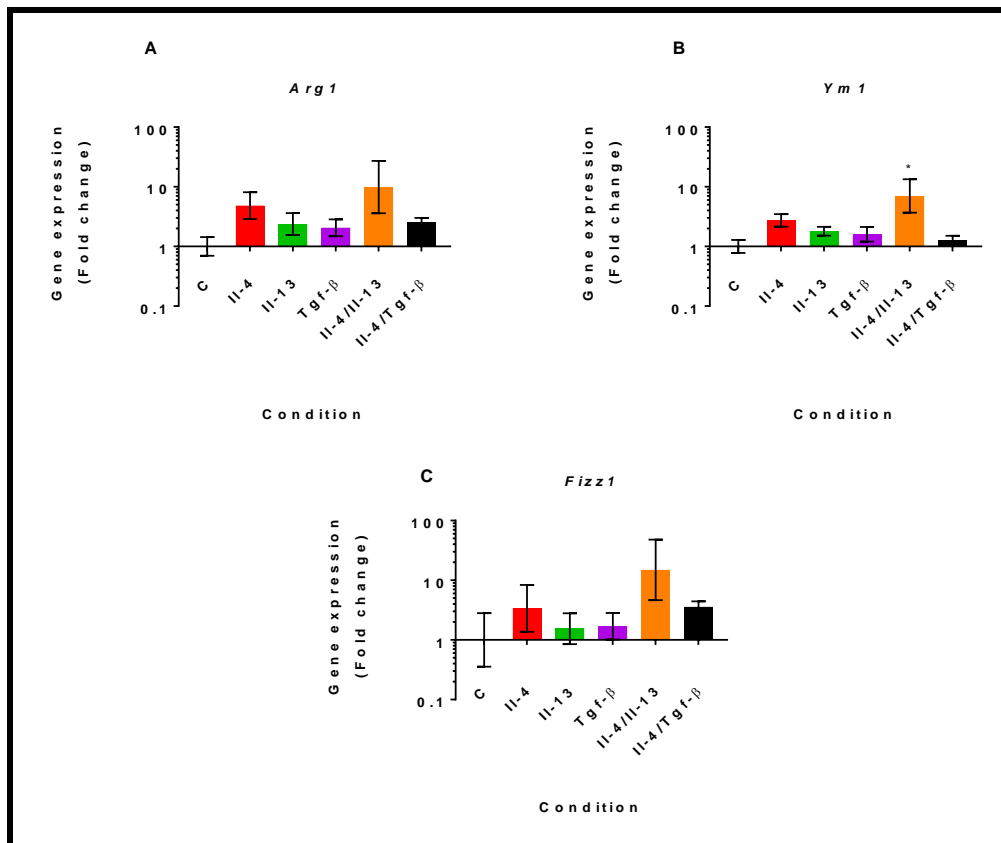 A
Arg1
Gene expression
(Fold change)
100
10
1
0.1
C
Il-4
Il-13
Tgf-β
Il-4/Il-13
Il-4/Tgf-β
Condition
B
Ym1
Gene expression
(Fold change)
100
10
1
0.1
*
C
Il-4
Il-13
Tgf-β
Il-4/Il-13
Il-4/Tgf-β
Condition
C
Fizz1
Gene expression
(Fold change)
100
10
1
0.1
C
Il-4
Il-13
Tgf-β
Il-4/Il-13
Il-4/Tgf-β
Condition